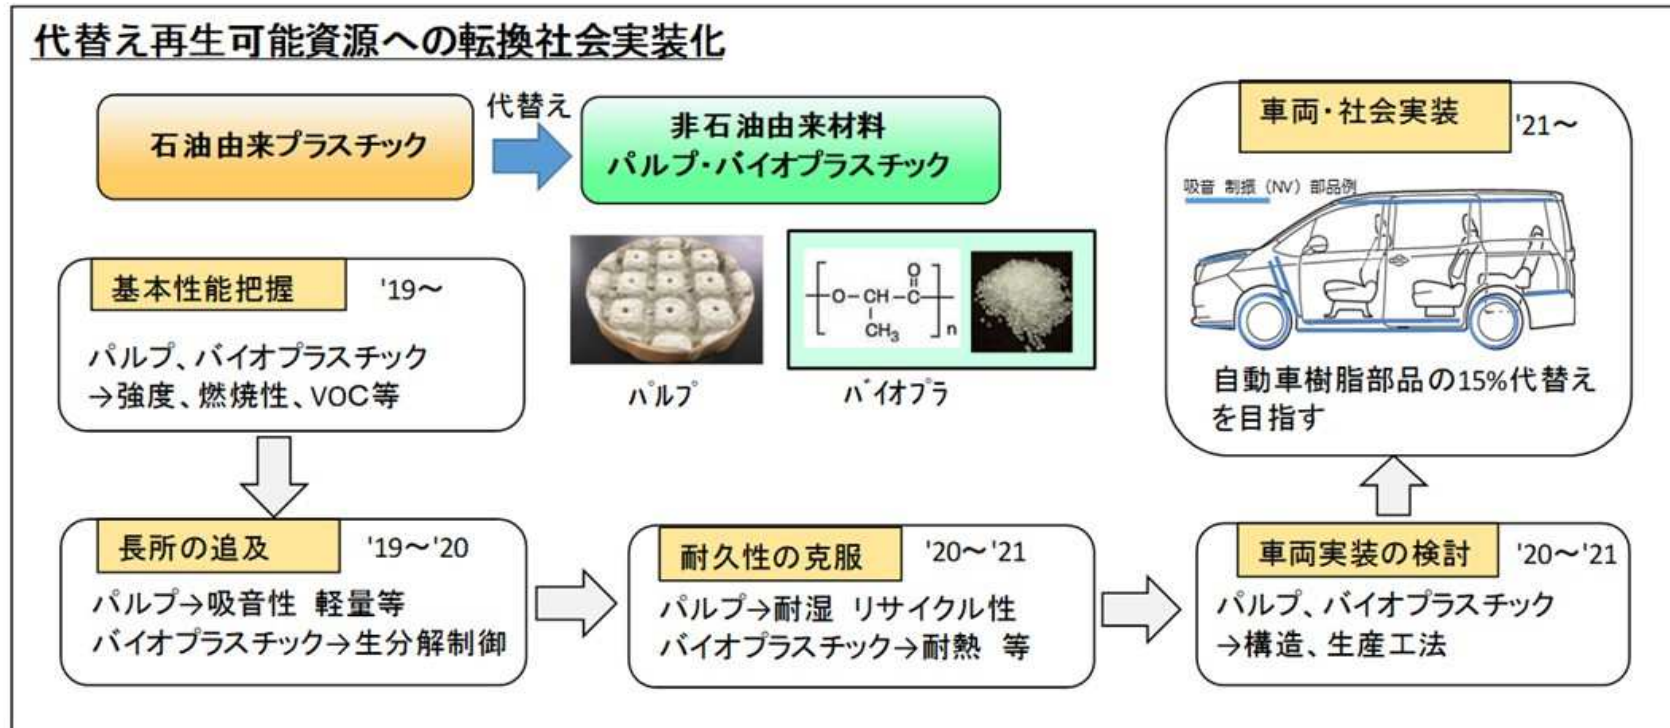 代替え再生可能資源への転換社会実装化
石油由来プラスチック
代替え
非石油由来材料
パルプ・バイオプラスチック
パルプ
O
O-CH-C
CH3
n
バイオプラ
基本性能把握 '19～
パルプ、バイオプラスチック
→強度、燃焼性、VOC等
長所の追及 '19～'20
パルプ→吸音性 軽量等
バイオプラスチック→生分解制御
耐久性の克服 '20～'21
パルプ→耐湿 リサイクル性
バイオプラスチック→耐熱 等
車両実装の検討 '20～'21
パルプ、バイオプラスチック
→構造、生産工法
車両・社会実装 '21～
吸音 制振（NV）部品例
自動車樹脂部品の15%代替え
を目指す